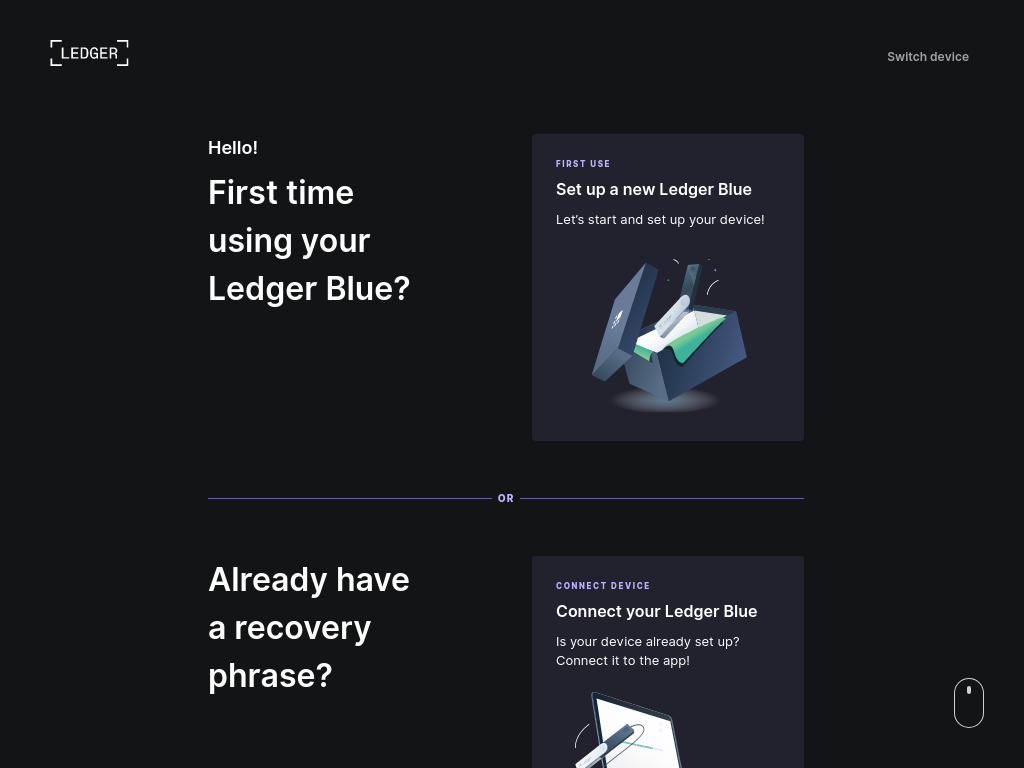 LEDGER
Switch device
Hello!
First time
using your
Ledger Blue?
FIRST USE
Set up a new Ledger Blue
Let's start and set up your device!
OR
Already have
a recovery
phrase?
CONNECT DEVICE
Connect your Ledger Blue
Is your device already set up?
Connect it to the app!